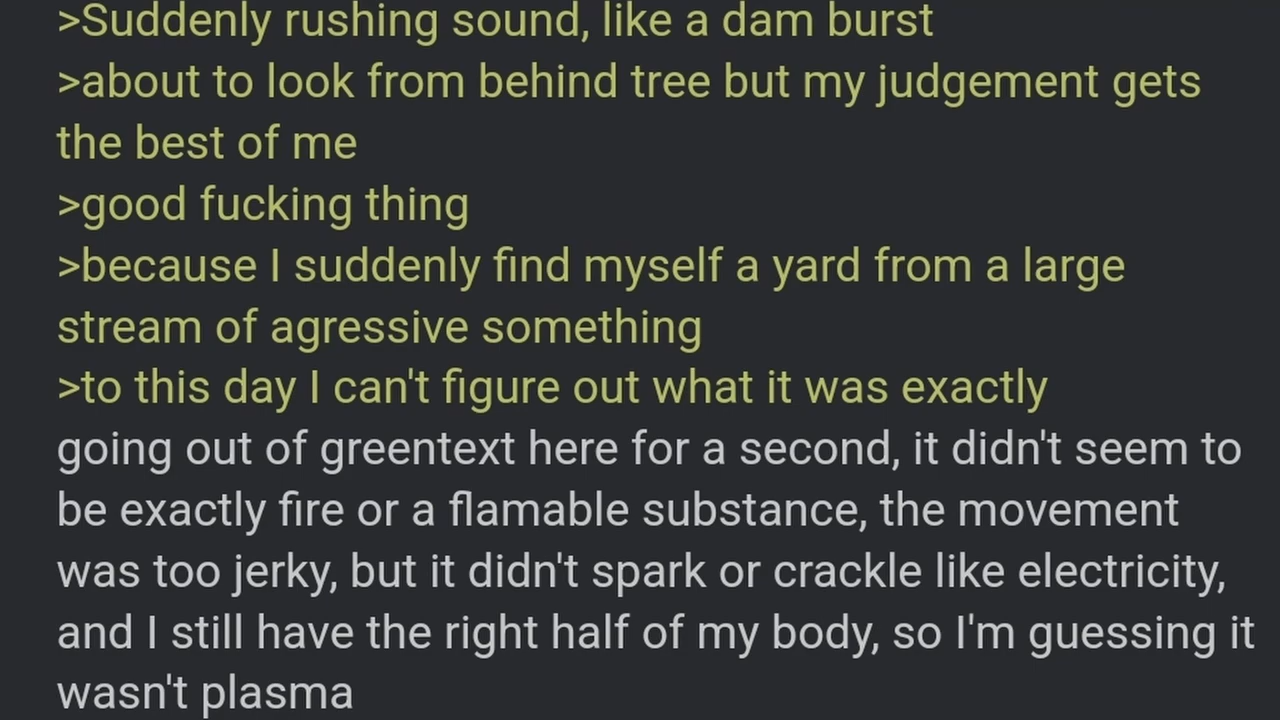 >Suddenly rushing sound, like a dam burst
>about to look from behind tree but my judgement gets
the best of me
>good fucking thing
>because I suddenly find myself a yard from a large
stream of agressive something
>to this day I can't figure out what it was exactly
going out of greentext here for a second, it didn't seem to
be exactly fire or a flamable substance, the movement
was too jerky, but it didn't spark or crackle like electricity,
and I still have the right half of my body, so I'm guessing it
wasn't plasma